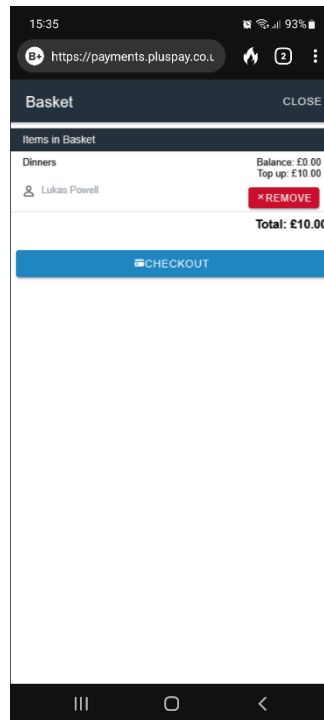 15:35 93%
B+ https://payments.pluspay.co.u 2
Basket CLOSE
Items in Basket
Dinners Balance: £0.00
Top up: £10.00
Lukas Powell
×REMOVE
Total: £10.00
CHECKOUT